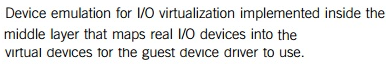 Device emulation for I/O virtualization implemented inside the
middle layer that maps real I/O devices into the
virtual devices for the guest device driver to use.